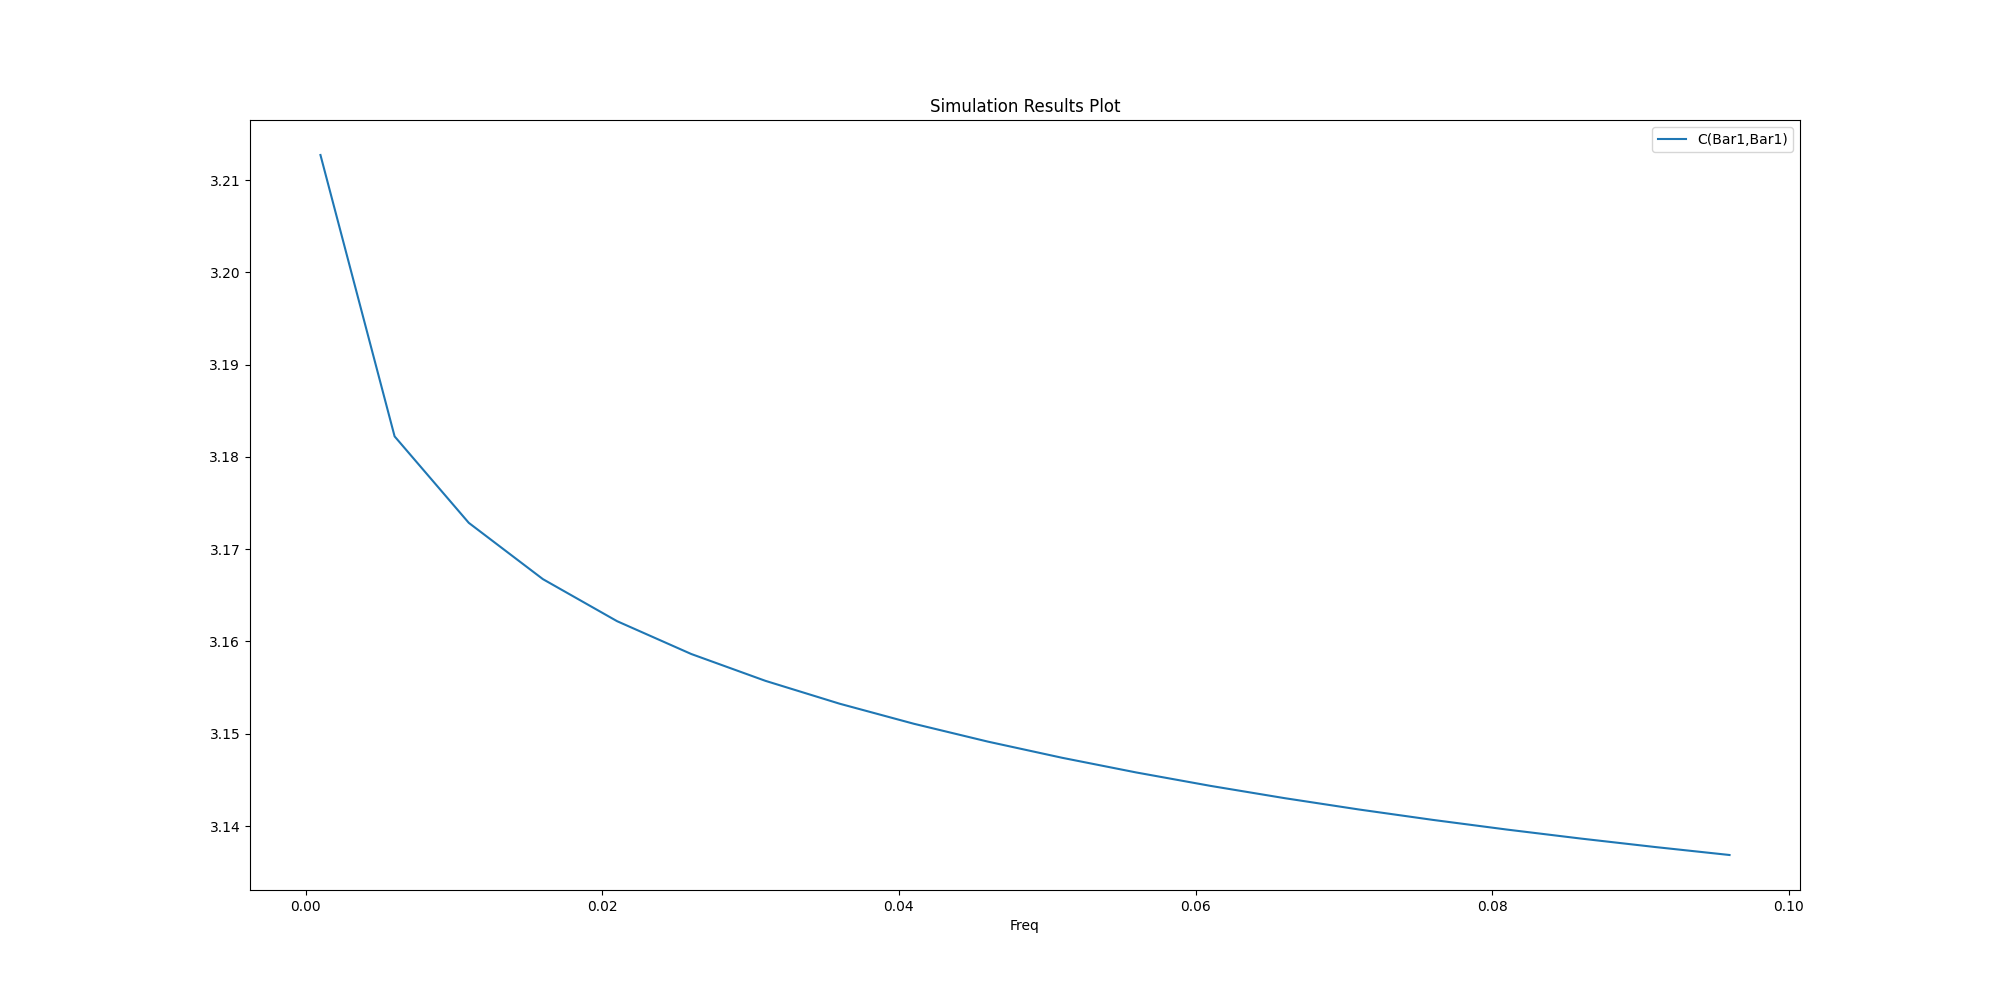 Simulation Results Plot
C(Bar1,Bar1)
3.21
3.20
3.19
3.18
3.17
3.16
3.15
3.14
0.00 0.02 0.04 0.06 0.08 0.10
Freq